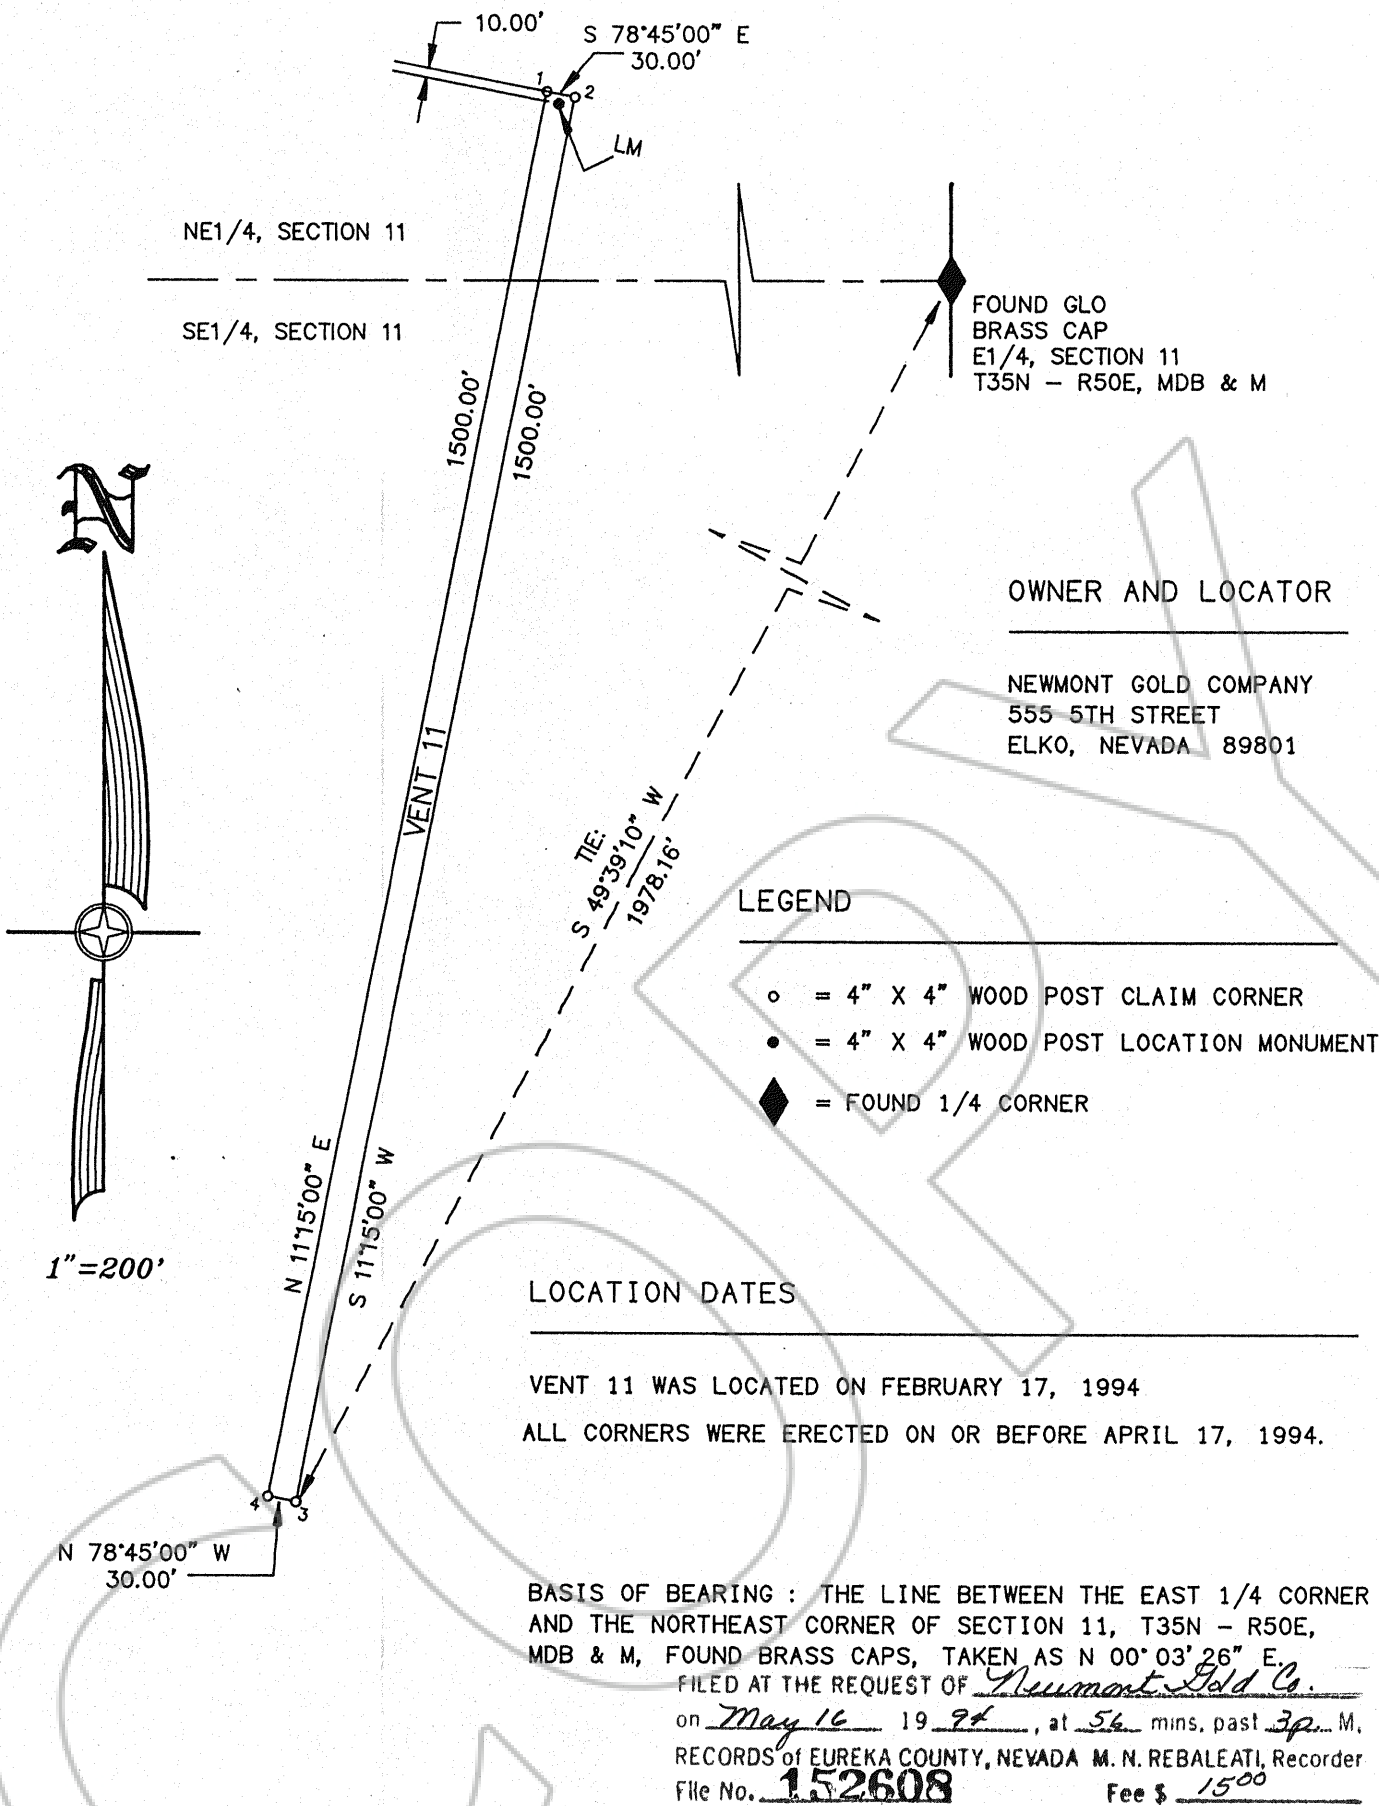 10.00'
S 78°45'00" E
30.00'
1
2
LM
NE1/4, SECTION 11
SE1/4, SECTION 11
FOUND GLO
BRASS CAP
E1/4, SECTION 11
T35N – R50E, MDB & M
1500.00'
1500.00'
N
OWNER AND LOCATOR
NEWMONT GOLD COMPANY
555 5TH STREET
ELKO, NEVADA 89801
VENT 11
TIE:
S 49°39'10" W
1978.16'
LEGEND
= 4" X 4" WOOD POST CLAIM CORNER
= 4" X 4" WOOD POST LOCATION MONUMENT
= FOUND 1/4 CORNER
N 11°15'00" E
S 11°15'00" W
1"=200'
LOCATION DATES
VENT 11 WAS LOCATED ON FEBRUARY 17, 1994
ALL CORNERS WERE ERECTED ON OR BEFORE APRIL 17, 1994.
4
3
N 78°45'00" W
30.00'
BASIS OF BEARING : THE LINE BETWEEN THE EAST 1/4 CORNER
AND THE NORTHEAST CORNER OF SECTION 11, T35N – R50E,
MDB & M, FOUND BRASS CAPS, TAKEN AS N 00°03'26" E.
FILED AT THE REQUEST OF Newmont Gold Co.
on May 16 19 94, at 56 mins, past 3p M,
RECORDS of EUREKA COUNTY, NEVADA M. N. REBALEATI, Recorder
File No. 152608 Fee $ 15 00
COPY